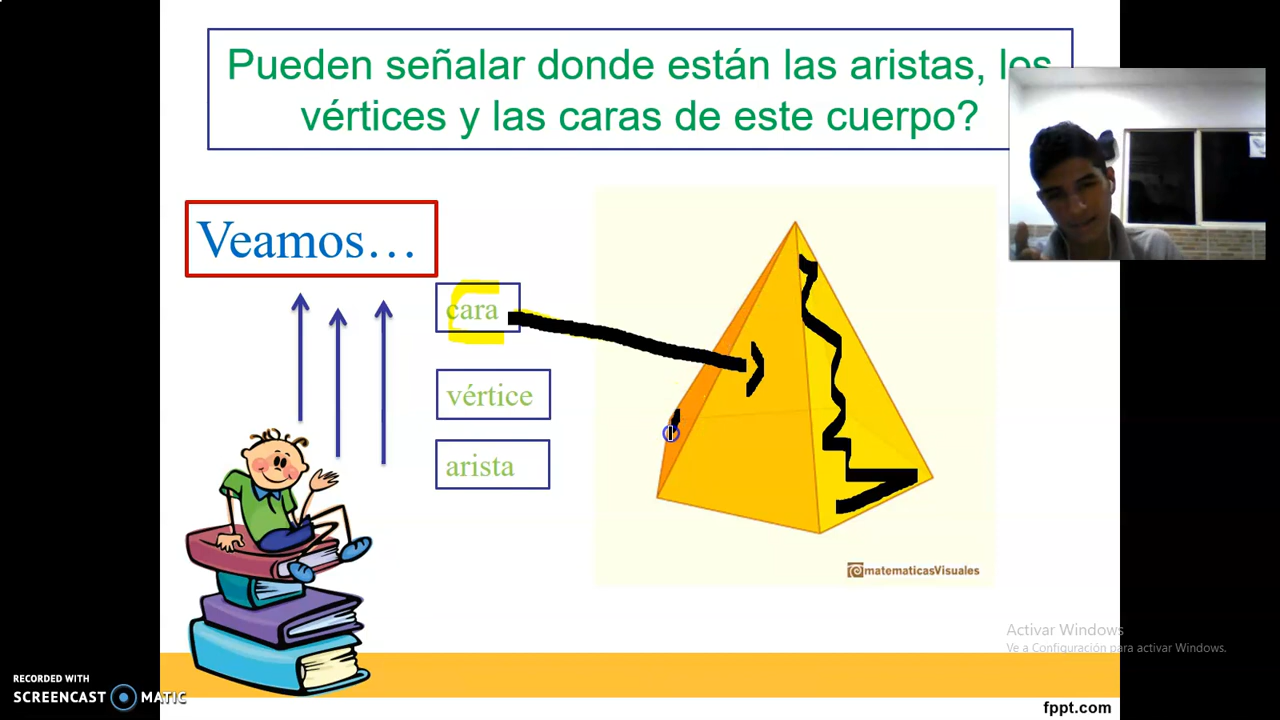 Pueden señalar donde están las aristas, los
vértices y las caras de este cuerpo?
Veamos...
cara
vértice
arista
matematicasVisuales
Activar Windows
Ve a Configuración para activar Windows.
RECORDED WITH
SCREENCAST MATIC
fppt.com